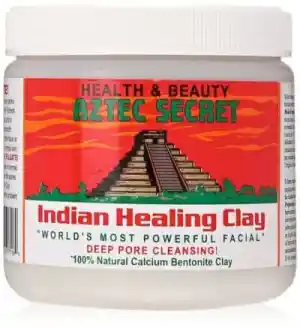 HEALTH & BEAUTY
AZTEC SECRET
Indian Healing Clay
"WORLD'S MOST POWERFUL FACIAL"
DEEP PORE CLEANSING!
*100% Natural Calcium Bentonite Clay